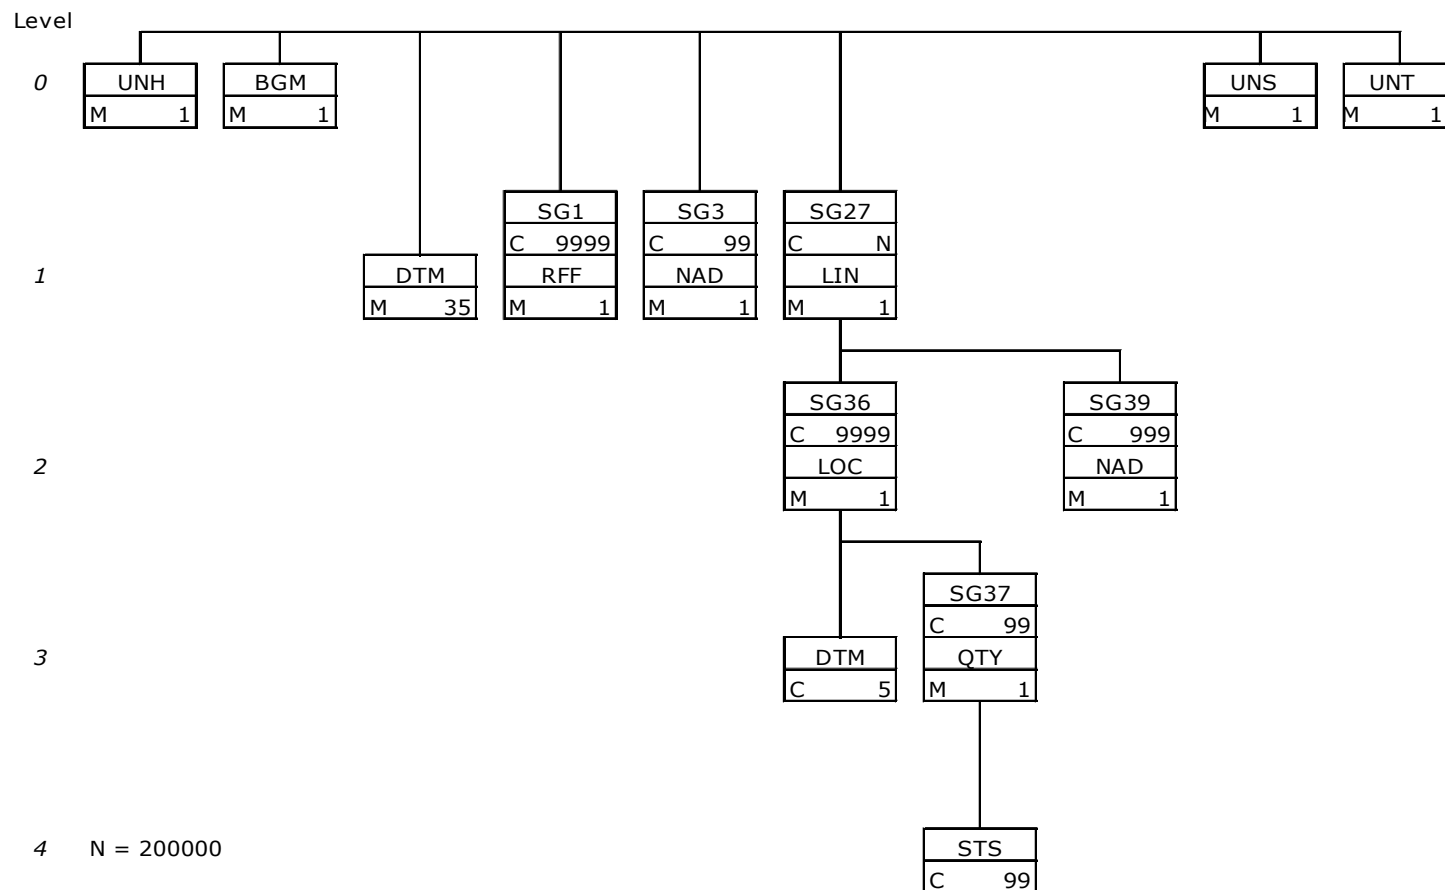 Level
0 UNH BGM UNS UNT
M 1 M 1 M 1 M 1
SG1 SG3 SG27
C 9999 C 99 C N
1 DTM RFF NAD LIN
M 35 M 1 M 1 M 1
SG36 SG39
C 9999 C 999
2 LOC NAD
M 1 M 1
SG37
C 99
3 DTM QTY
C 5 M 1
4 N = 200000 STS
C 99